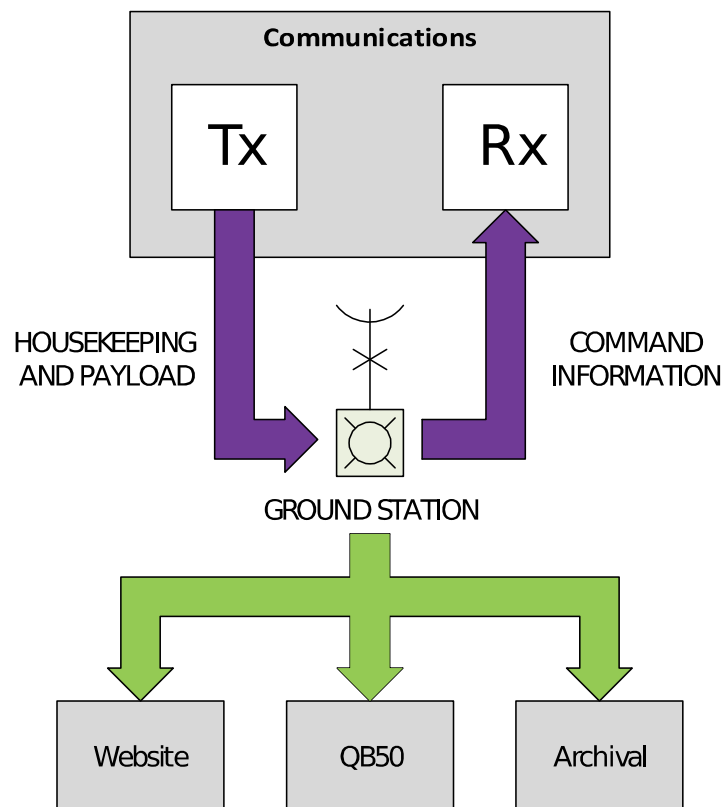 Communications
Tx
Rx
HOUSEKEEPING
AND PAYLOAD
COMMAND
INFORMATION
GROUND STATION
Website
QB50
Archival